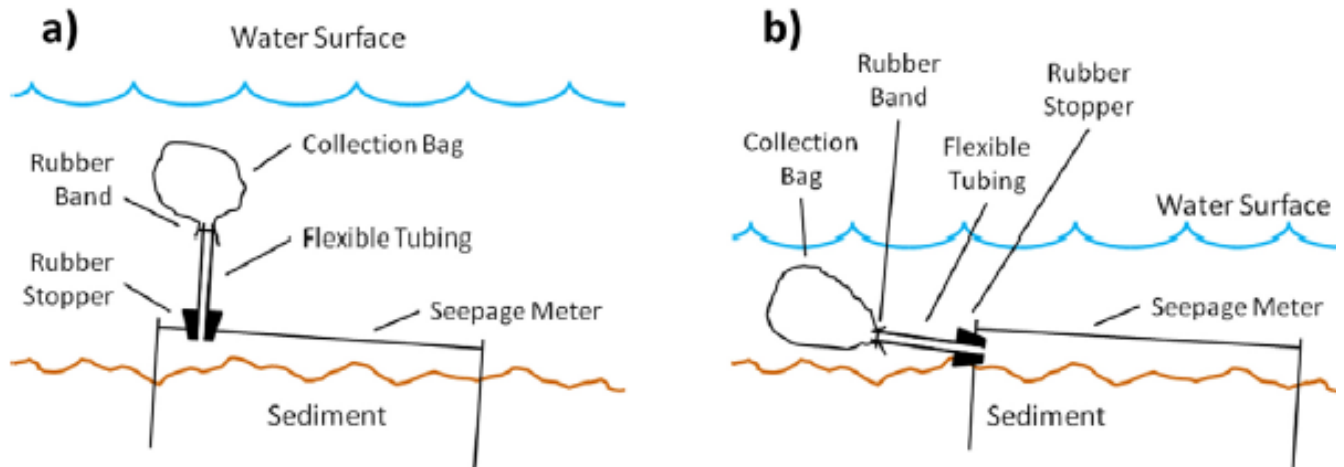 a)
Water Surface
Rubber
Band
Collection Bag
Flexible Tubing
Rubber
Stopper
Seepage Meter
Sediment
b)
Rubber
Band
Rubber
Stopper
Collection
Bag
Flexible
Tubing
Water Surface
Seepage Meter
Sediment